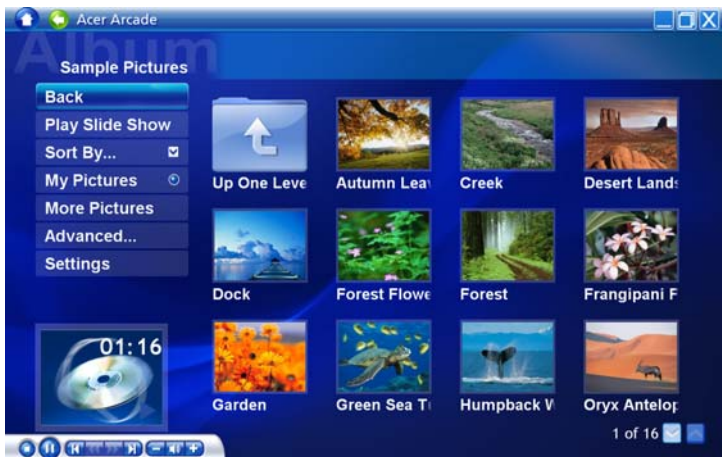 Acer Arcade
Album
Sample Pictures
Back
Play Slide Show
Sort By...
My Pictures
More Pictures
Advanced...
Settings
Up One Leve
Autumn Lea
Creek
Desert Lands
Dock
Forest Flowe
Forest
Frangipani F
Garden
Green Sea T
Humpback W
Oryx Antelop
01:16
1 of 16